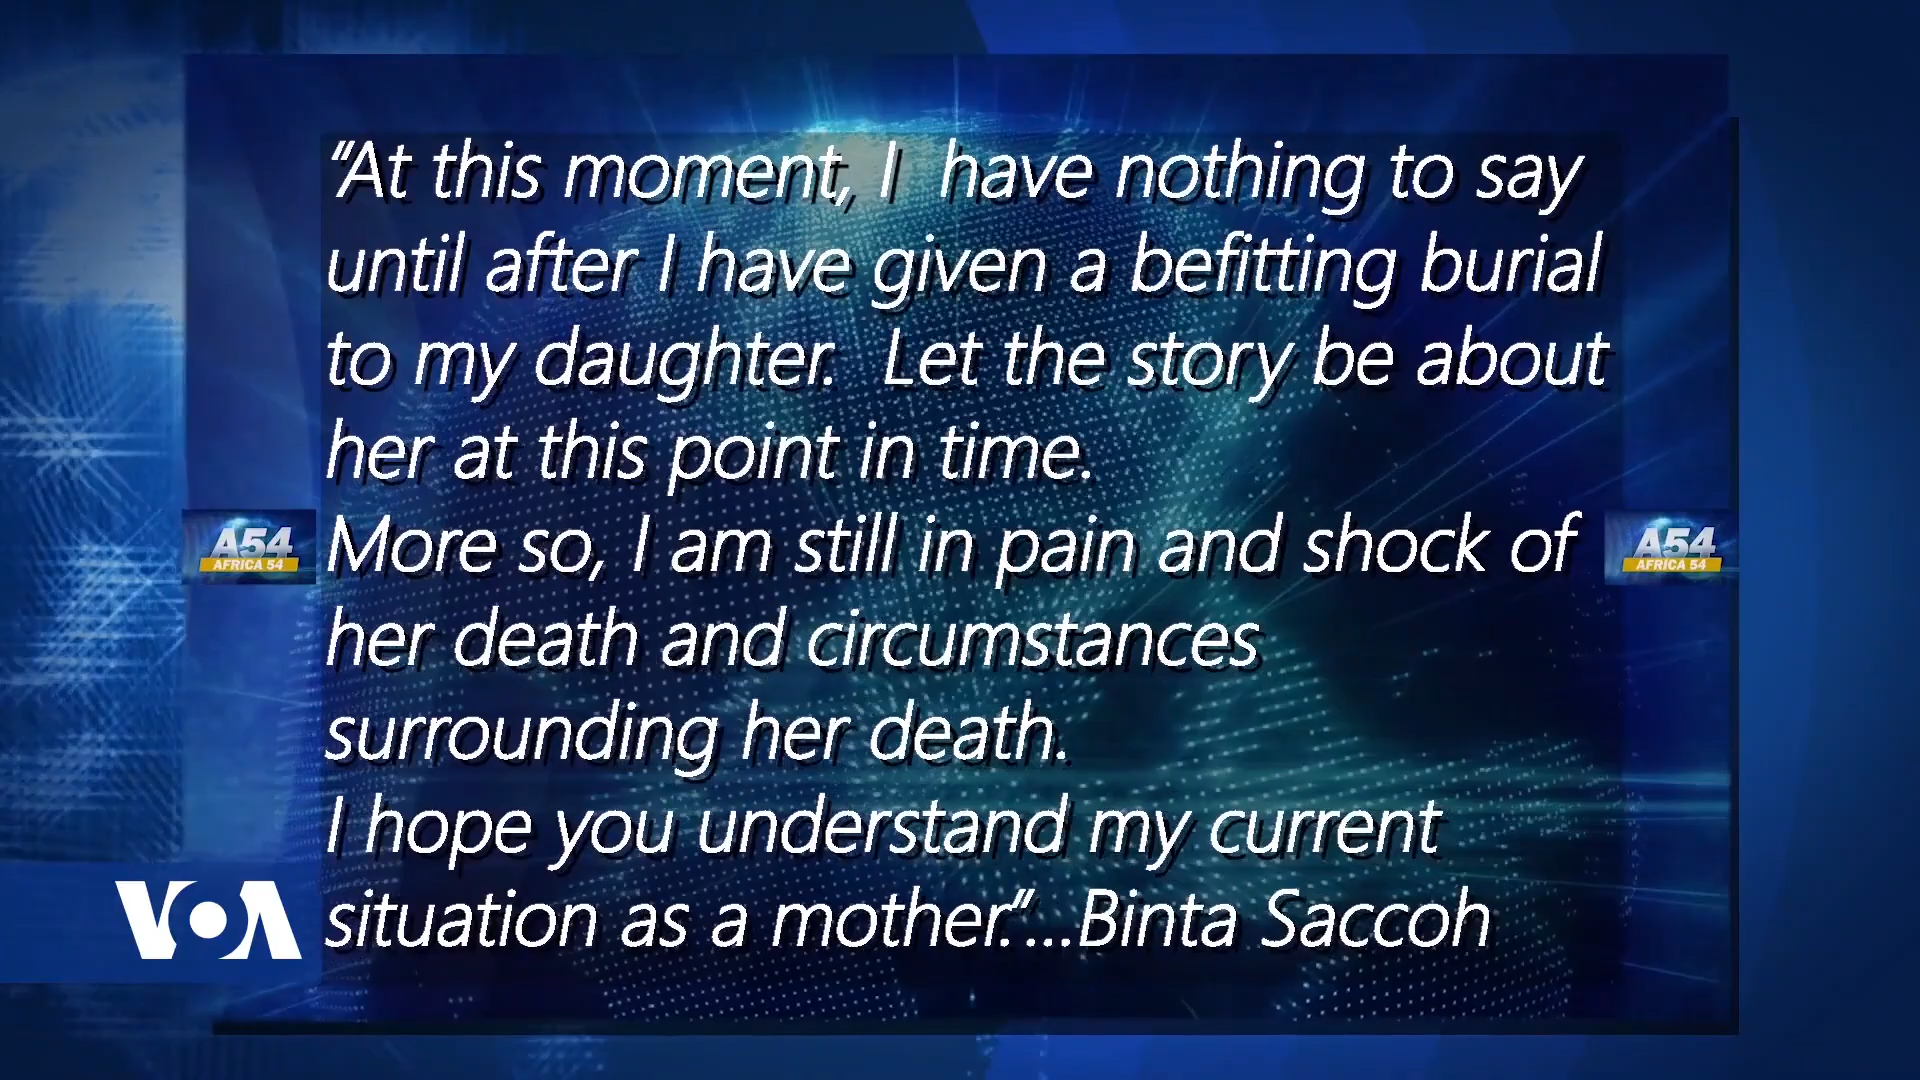 “At this moment, I have nothing to say
until after I have given a befitting burial
to my daughter. Let the story be about
her at this point in time.
More so, I am still in pain and shock of
her death and circumstances
surrounding her death.
I hope you understand my current
situation as a mother.“...Binta Saccoh
A54
AFRICA 54
A54
AFRICA 54
VOA